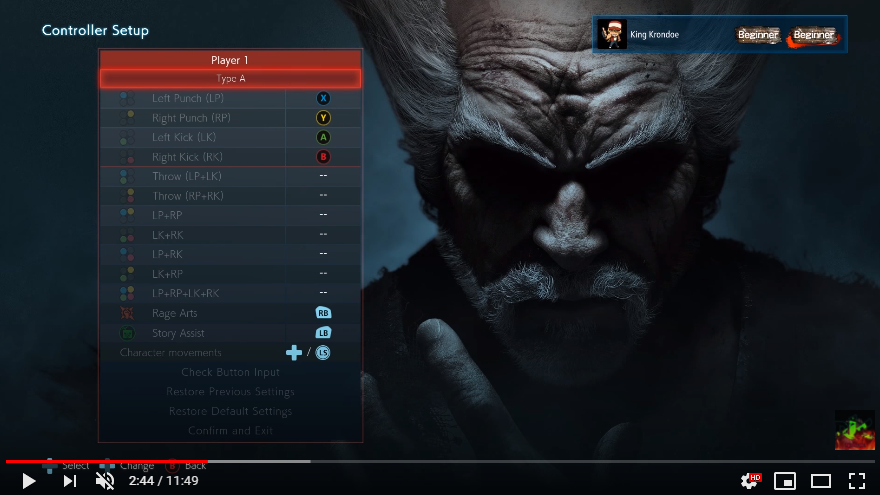 Controller Setup
King Krondoe
Beginner
Beginner
Player 1
Type A
Left Punch (LP) X
Right Punch (RP) Y
Left Kick (LK) A
Right Kick (RK) B
Throw (LP+LK) --
Throw (RP+RK) --
LP+RP --
LK+RK --
LP+RK --
LK+RP --
LP+RP+LK+RK --
Rage Arts RB
Story Assist LB
Character movements / LS
Check Button Input
Restore Previous Settings
Restore Default Settings
Confirm and Exit
Select Change B Back
2:44 / 11:49 HD